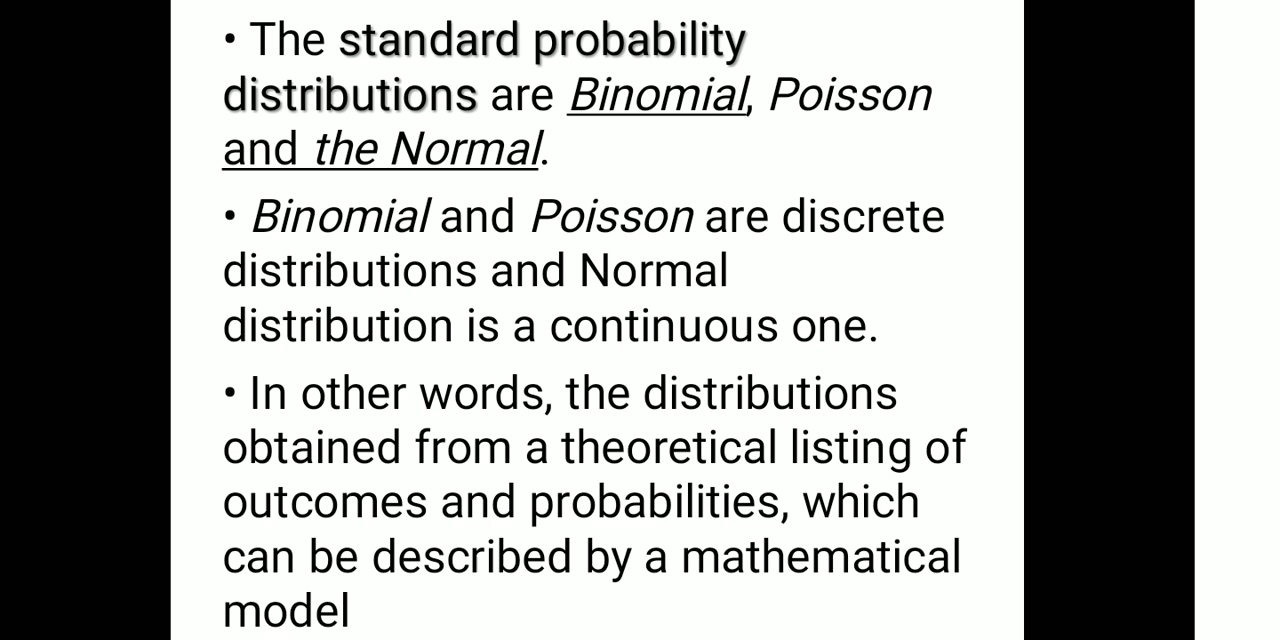 • The standard probability
distributions are Binomial, Poisson
and the Normal.
• Binomial and Poisson are discrete
distributions and Normal
distribution is a continuous one.
• In other words, the distributions
obtained from a theoretical listing of
outcomes and probabilities, which
can be described by a mathematical
model